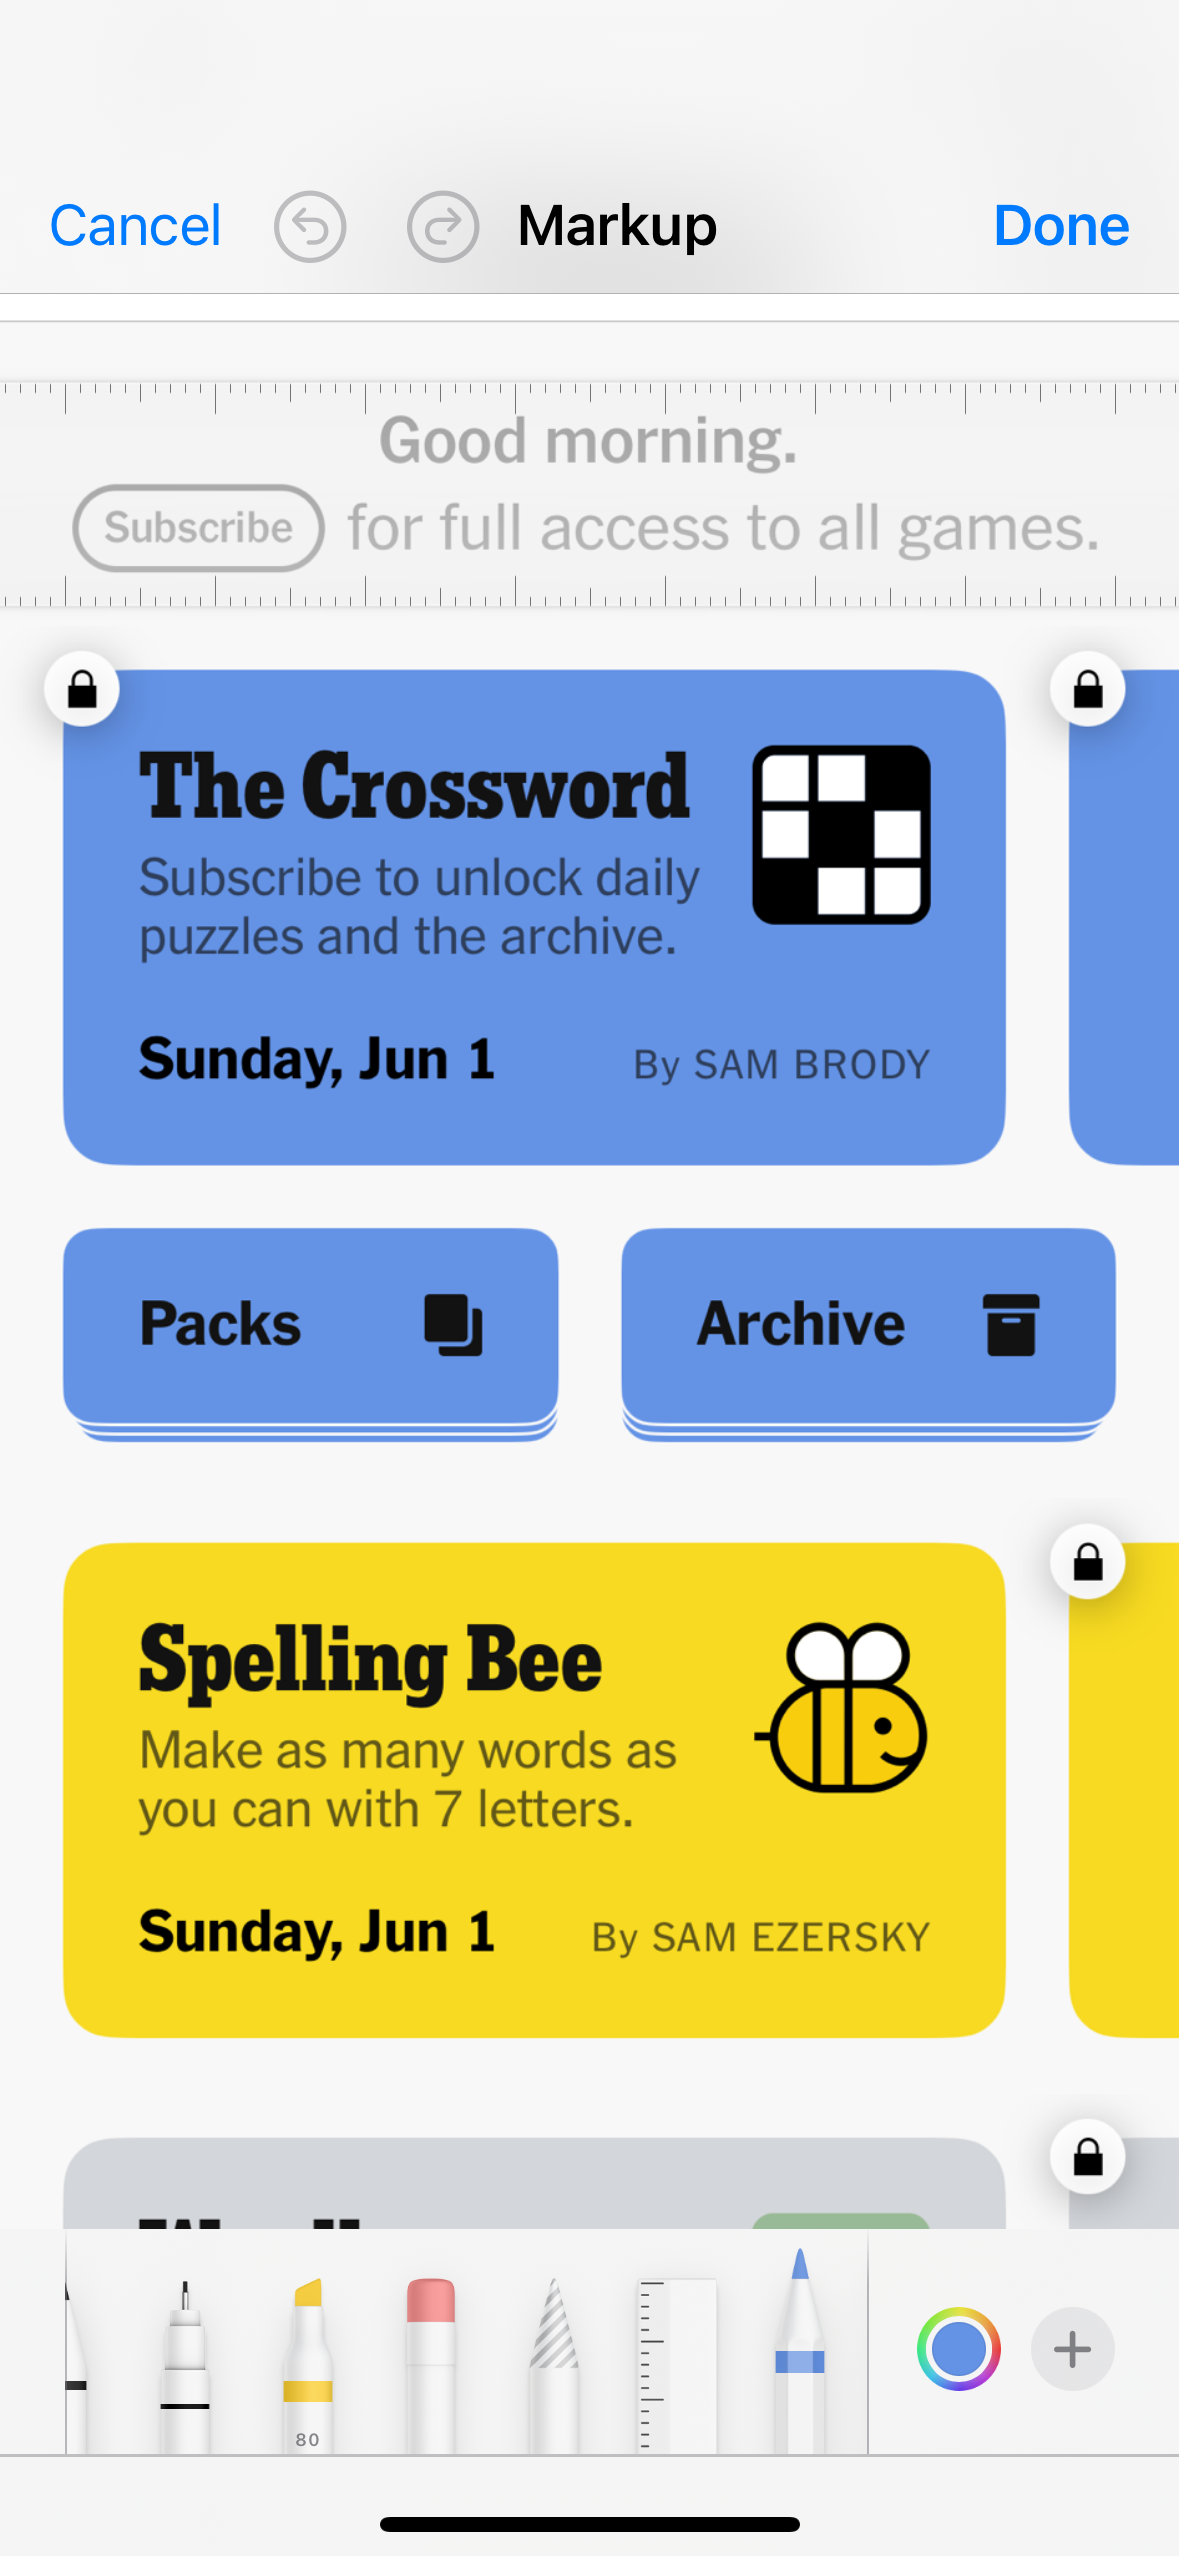 Cancel Markup Done
Good morning.
Subscribe for full access to all games.
The Crossword
Subscribe to unlock daily
puzzles and the archive.
Sunday, Jun 1 By SAM BRODY
Packs Archive
Spelling Bee
Make as many words as
you can with 7 letters.
Sunday, Jun 1 By SAM EZERSKY
80